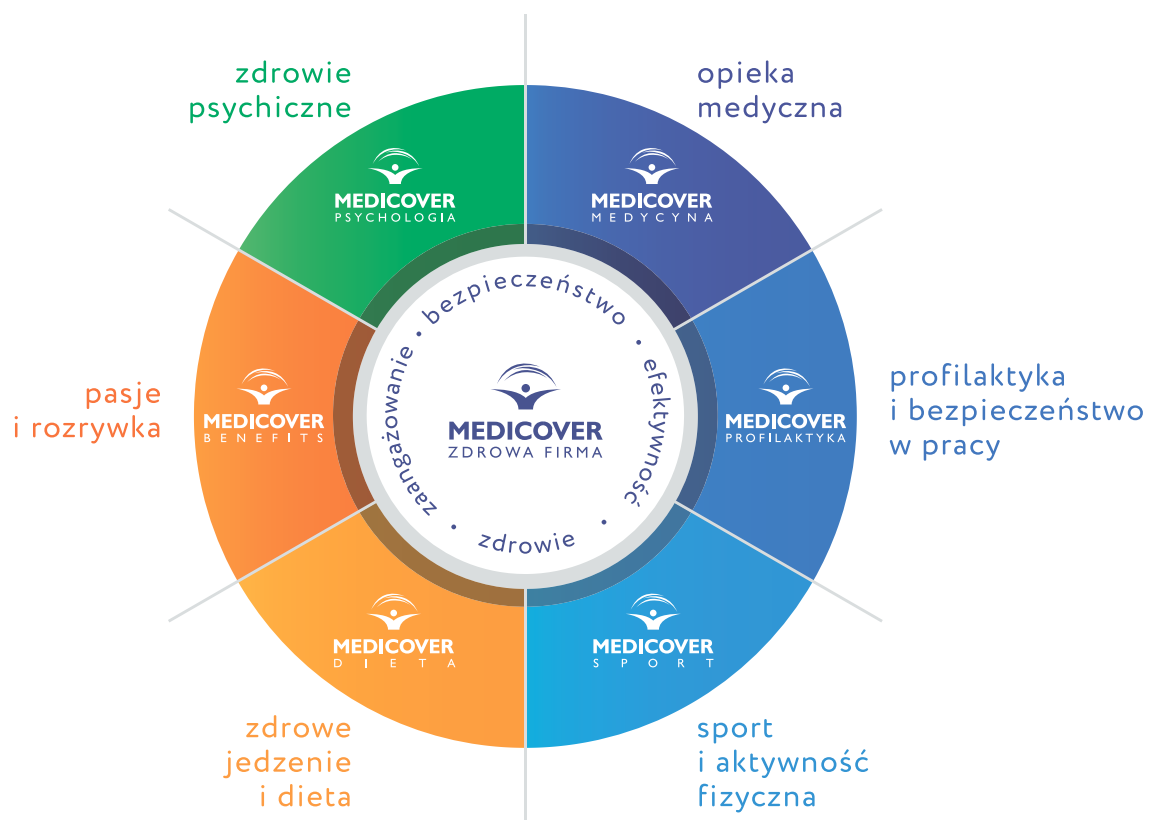 zdrowie
psychiczne
opieka
medyczna
MEDICOVER
PSYCHOLOGIA
MEDICOVER
MEDYCYNA
pasje
i rozrywka
MEDICOVER
BENEFITS
zaangażowanie • bezpieczeństwo • efektywność • zdrowie •
MEDICOVER
ZDROWA FIRMA
MEDICOVER
PROFILAKTYKA
profilaktyka
i bezpieczeństwo
w pracy
MEDICOVER
DIETA
MEDICOVER
SPORT
zdrowe
jedzenie
i dieta
sport
i aktywność
fizyczna